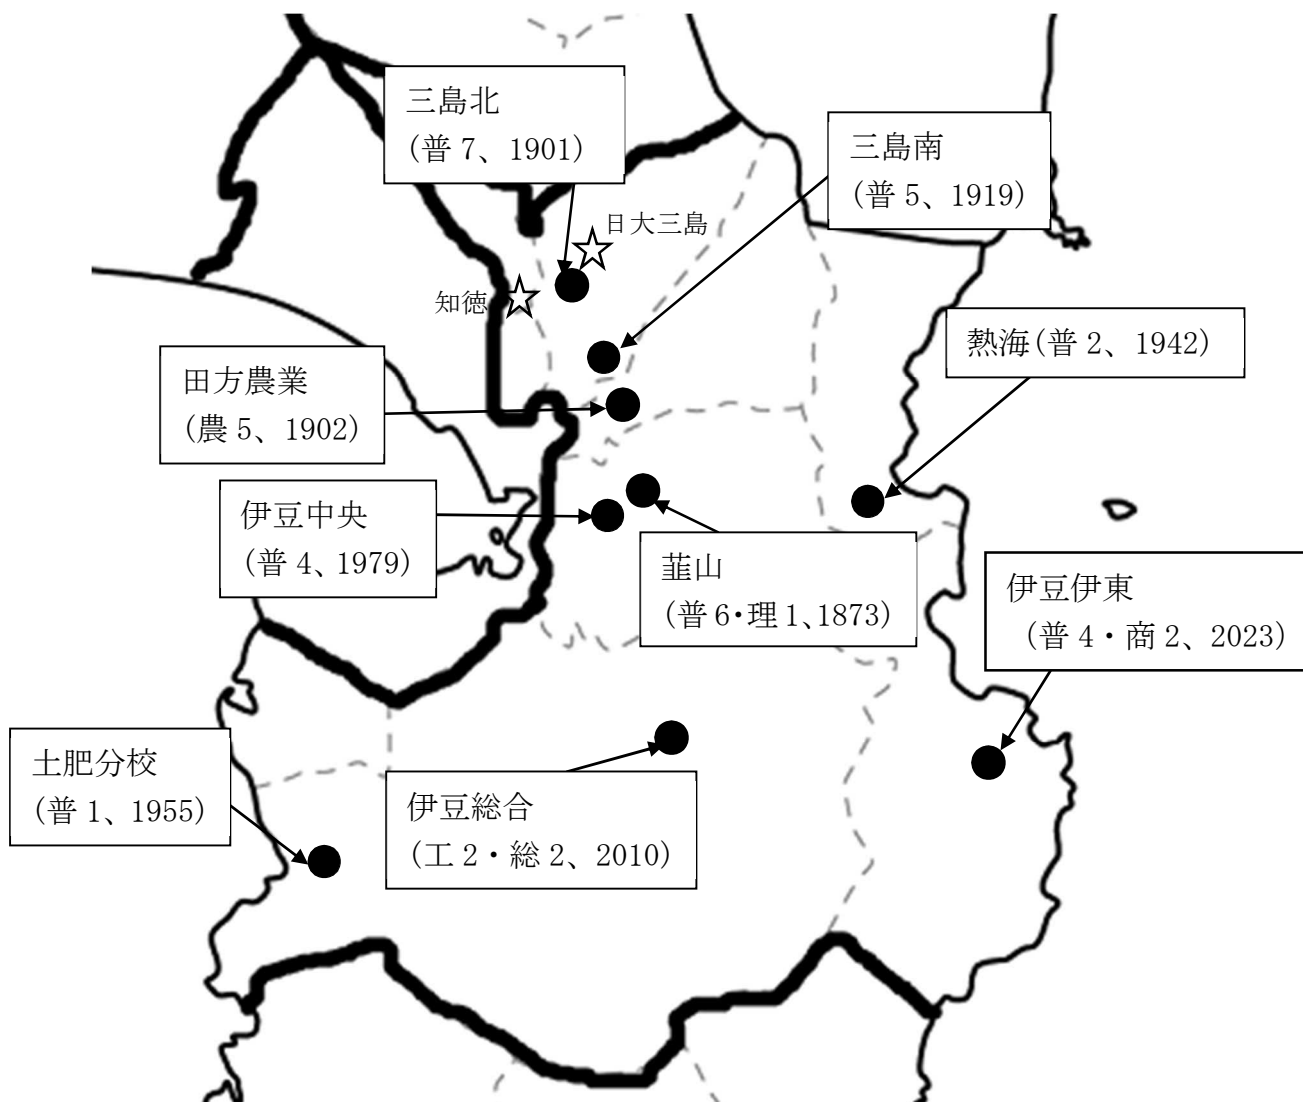 三島北
(普 7、1901)
三島南
(普 5、1919)
日大三島
知徳
熱海(普 2、1942)
田方農業
(農 5、1902)
伊豆中央
(普 4、1979)
韮山
(普 6・理 1、1873)
伊豆伊東
(普 4・商 2、2023)
土肥分校
(普 1、1955)
伊豆総合
(工 2・総 2、2010)